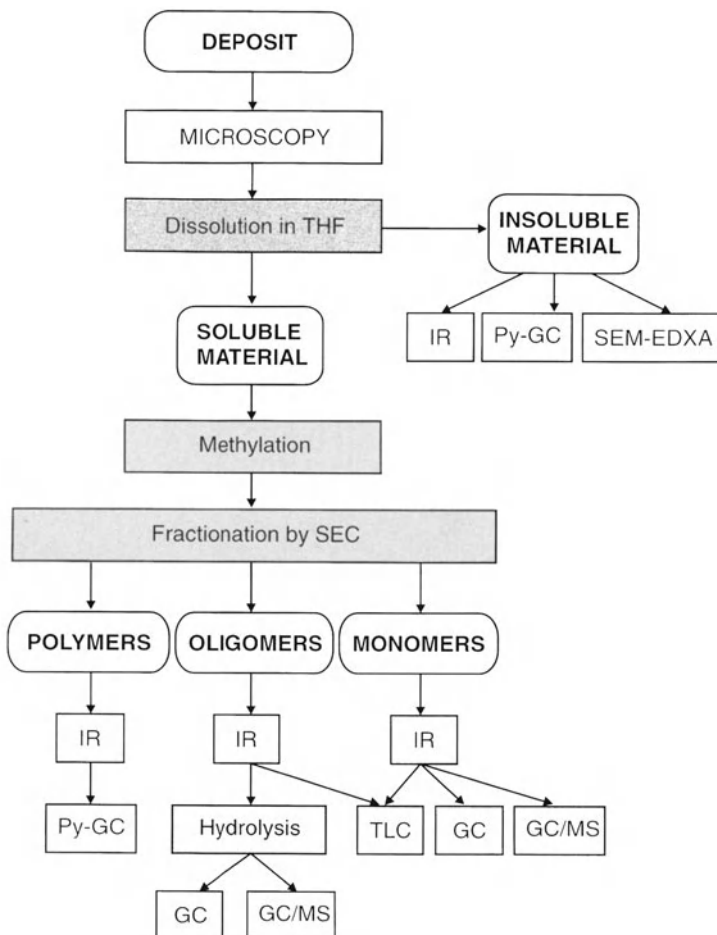 DEPOSIT
MICROSCOPY
Dissolution in THF
INSOLUBLE
MATERIAL
IR
Py-GC
SEM-EDXA
SOLUBLE
MATERIAL
Methylation
Fractionation by SEC
POLYMERS
OLIGOMERS
MONOMERS
IR
IR
IR
Py-GC
Hydrolysis
TLC
GC
GC/MS
GC
GC/MS